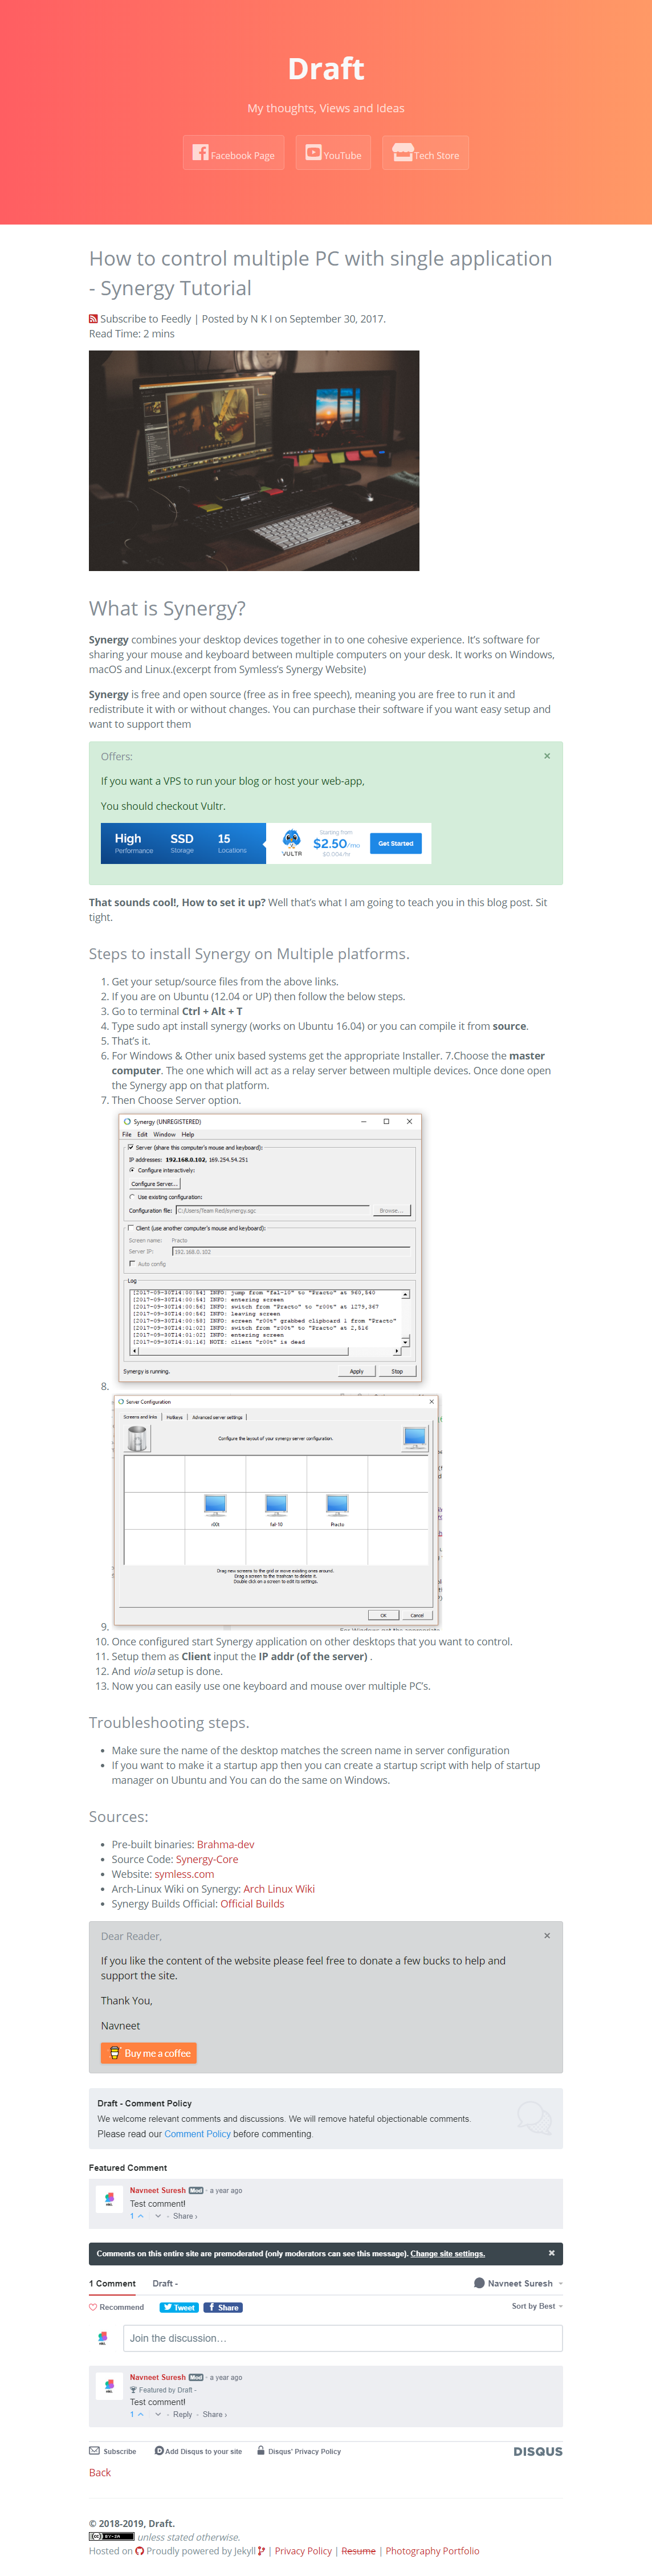 Draft
My thoughts, Views and Ideas
Facebook Page
YouTube
Tech Store
How to control multiple PC with single application
- Synergy Tutorial
Subscribe to Feedly | Posted by N K I on September 30, 2017.
Read Time: 2 mins
What is Synergy?
Synergy combines your desktop devices together in to one cohesive experience. It's software for
sharing your mouse and keyboard between multiple computers on your desk. It works on Windows,
macOS and Linux.(excerpt from Symless's Synergy Website)
Synergy is free and open source (free as in free speech), meaning you are free to run it and
redistribute it with or without changes. You can purchase their software if you want easy setup and
want to support them
Offers: ×
If you want a VPS to run your blog or host your web-app,
You should checkout Vultr.
High
Performance
SSD
Storage
15
Locations
VULTR
Starting from
$2.50/mo
$0.004/hr
Get Started
That sounds cool!, How to set it up? Well that's what I am going to teach you in this blog post. Sit
tight.
Steps to install Synergy on Multiple platforms.
1. Get your setup/source files from the above links.
2. If you are on Ubuntu (12.04 or UP) then follow the below steps.
3. Go to terminal Ctrl + Alt + T
4. Type sudo apt install synergy (works on Ubuntu 16.04) or you can compile it from source.
5. That's it.
6. For Windows & Other unix based systems get the appropriate Installer. 7.Choose the master
computer. The one which will act as a relay server between multiple devices. Once done open
the Synergy app on that platform.
7. Then Choose Server option.
Synergy (UNREGISTERED)
File Edit Window Help
Server (share this computer's mouse and keyboard):
IP addresses: 192.168.0.102, 169.254.54.251
Configure interactively:
Configure Server...
Use existing configuration:
Configuration file: C:/Users/Team Red/synergy.sgc Browse...
Client (use another computer's mouse and keyboard):
Screen name: Practo
Server IP: 192.168.0.102
Auto config
Log
[2017-09-30T14:00:54] INFO: jump from "fal-10" to "Practo" at 960,540
[2017-09-30T14:00:54] INFO: entering screen
[2017-09-30T14:00:56] INFO: switch from "Practo" to "r00t" at 1279,367
[2017-09-30T14:00:56] INFO: leaving screen
[2017-09-30T14:00:56] INFO: screen "r00t" grabbed clipboard 1 from "Practo"
[2017-09-30T14:01:02] INFO: switch from "r00t" to "Practo" at 2,516
[2017-09-30T14:01:02] INFO: entering screen
[2017-09-30T14:01:16] NOTE: client "r00t" is dead
Synergy is running. Apply Stop
8.
Server Configuration
Screens and links Hotkeys Advanced server settings
Configure the layout of your synergy server configuration.
r00t fal-10 Practo
Drag new screens to the grid or move existing ones around.
Drag a screen to the trashcan to delete it.
Double click on a screen to edit its settings.
OK Cancel
9.
10. Once configured start Synergy application on other desktops that you want to control.
11. Setup them as Client input the IP addr (of the server) .
12. And viola setup is done.
13. Now you can easily use one keyboard and mouse over multiple PC's.
Troubleshooting steps.
• Make sure the name of the desktop matches the screen name in server configuration
• If you want to make it a startup app then you can create a startup script with help of startup
manager on Ubuntu and You can do the same on Windows.
Sources:
• Pre-built binaries: Brahma-dev
• Source Code: Synergy-Core
• Website: symless.com
• Arch-Linux Wiki on Synergy: Arch Linux Wiki
• Synergy Builds Official: Official Builds
Dear Reader, ×
If you like the content of the website please feel free to donate a few bucks to help and
support the site.
Thank You,
Navneet
Buy me a coffee
Draft - Comment Policy
We welcome relevant comments and discussions. We will remove hateful objectionable comments.
Please read our Comment Policy before commenting.
Featured Comment
Navneet Suresh Mod • a year ago
Test comment!
1 • Share ›
Comments on this entire site are premoderated (only moderators can see this message). Change site settings. ×
1 Comment Draft - Navneet Suresh
Recommend Tweet Share Sort by Best
Join the discussion…
Navneet Suresh Mod • a year ago
Featured by Draft -
Test comment!
1 • Reply • Share ›
Subscribe Add Disqus to your site Disqus' Privacy Policy DISQUS
Back
© 2018-2019, Draft.
(cc) BY-SA unless stated otherwise.
Hosted on Proudly powered by Jekyll | Privacy Policy | Resume | Photography Portfolio